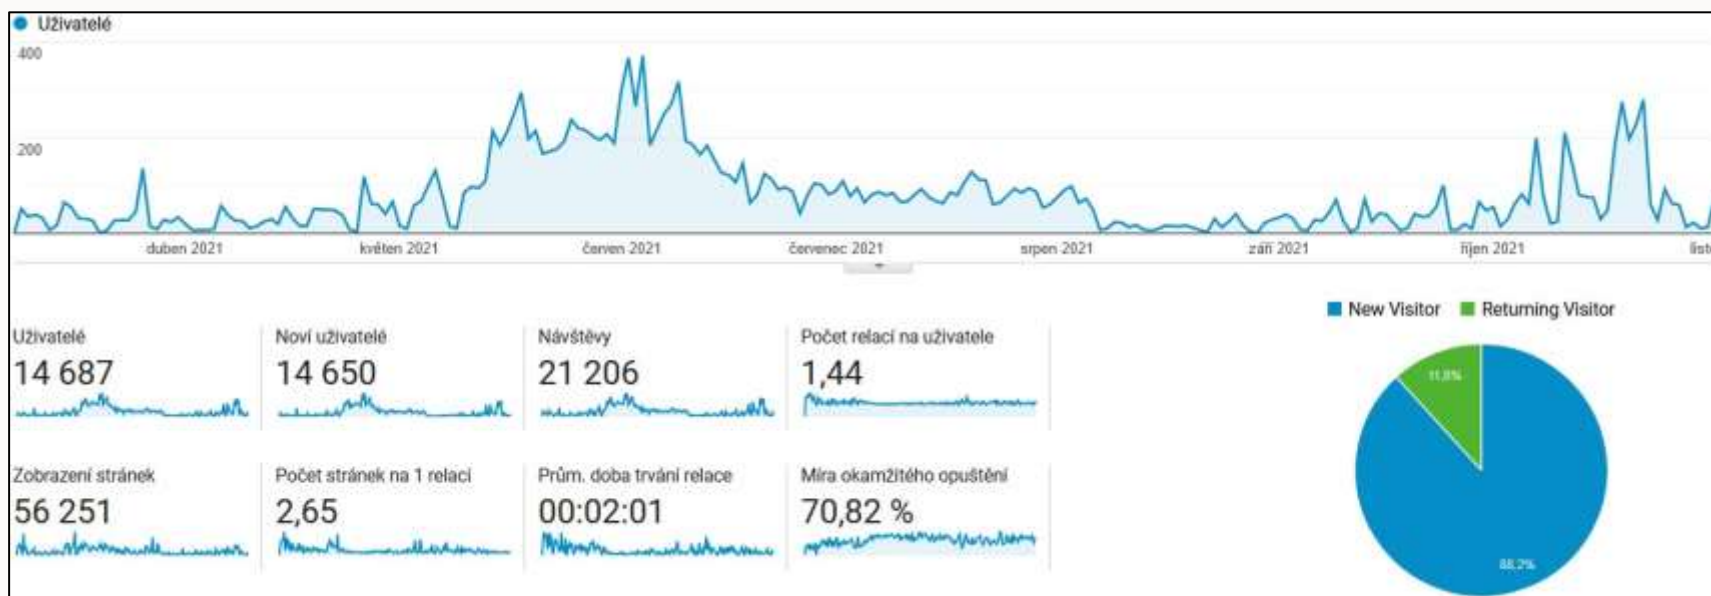 Uživatelé
400
200
duben 2021
květen 2021
červen 2021
červenec 2021
srpen 2021
září 2021
říjen 2021
listo
New Visitor
Returning Visitor
Uživatelé
14 687
Noví uživatelé
14 650
Návštěvy
21 206
Počet relací na uživatele
1,44
11,8%
Zobrazení stránek
56 251
Počet stránek na 1 relaci
2,65
Prům. doba trvání relace
00:02:01
Míra okamžitého opuštění
70,82 %
88,2%